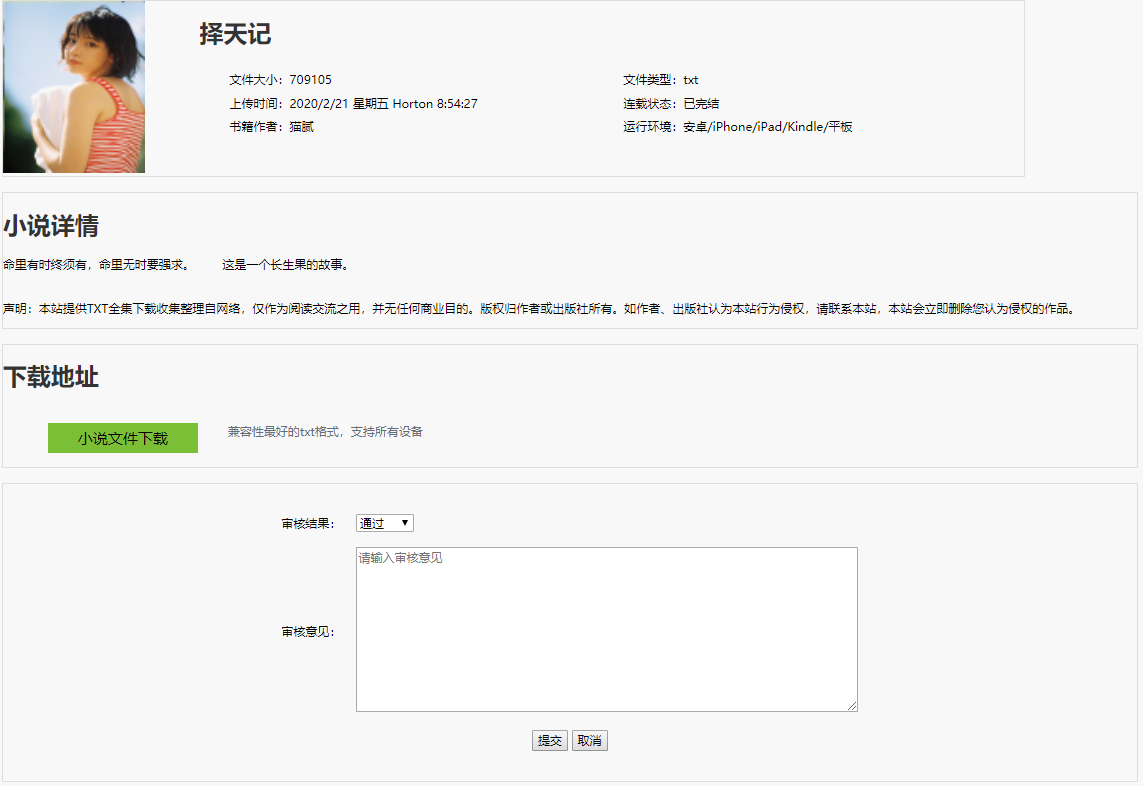 择天记
文件大小：709105
文件类型：txt
上传时间：2020/2/21 星期五 Horton 8:54:27
连载状态：已完结
书籍作者：猫腻
运行环境：安卓/iPhone/iPad/Kindle/平板
小说详情
命里有时终须有，命里无时要强求。 这是一个长生果的故事。
声明：本站提供TXT全集下载收集整理自网络，仅作为阅读交流之用，并无任何商业目的。版权归作者或出版社所有。如作者、出版社认为本站行为侵权，请联系本站，本站会立即删除您认为侵权的作品。
下载地址
小说文件下载
兼容性最好的txt格式，支持所有设备
审核结果：
通过
请输入审核意见
审核意见：
提交 取消